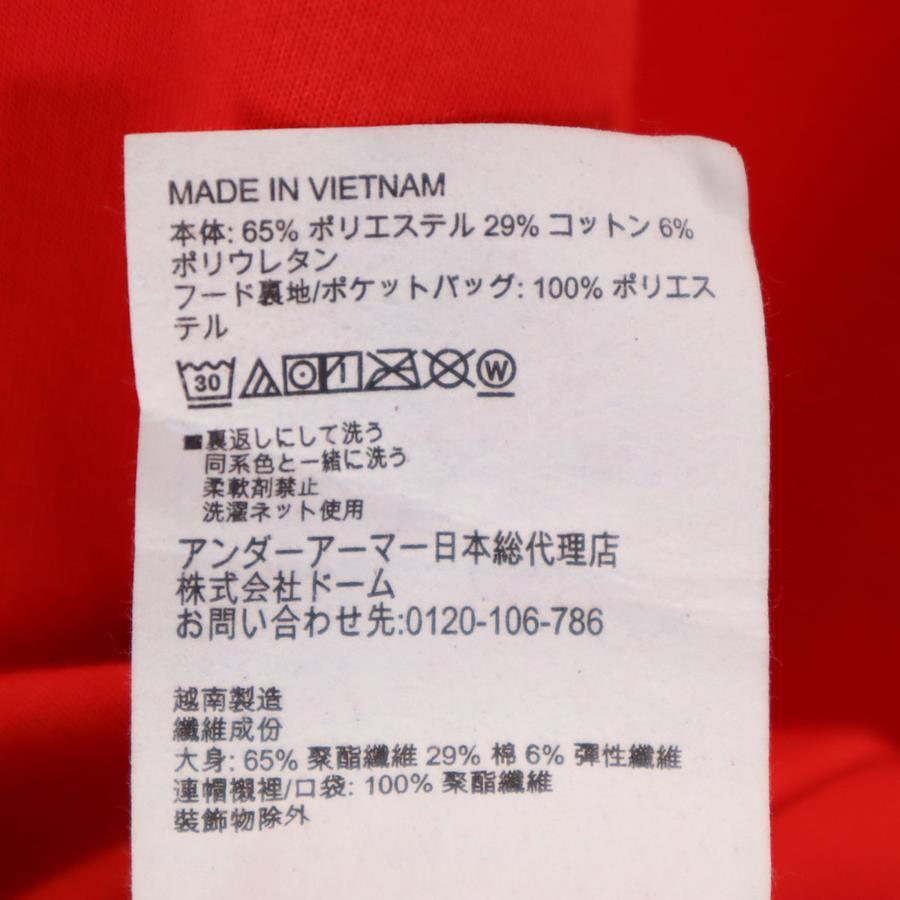 MADE IN VIETNAM
本体: 65% ポリエステル 29% コットン 6%
ポリウレタン
フード裏地/ポケットバッグ: 100% ポリエス
テル
30 W
■裏返しにして洗う
同系色と一緒に洗う
柔軟剤禁止
洗濯ネット使用
アンダーアーマー日本総代理店
株式会社ドーム
お問い合わせ先:0120-106-786
越南製造
纖維成份
大身: 65% 聚酯纖維 29% 棉 6% 彈性纖維
連帽襯裡/口袋: 100% 聚酯纖維
裝飾物除外